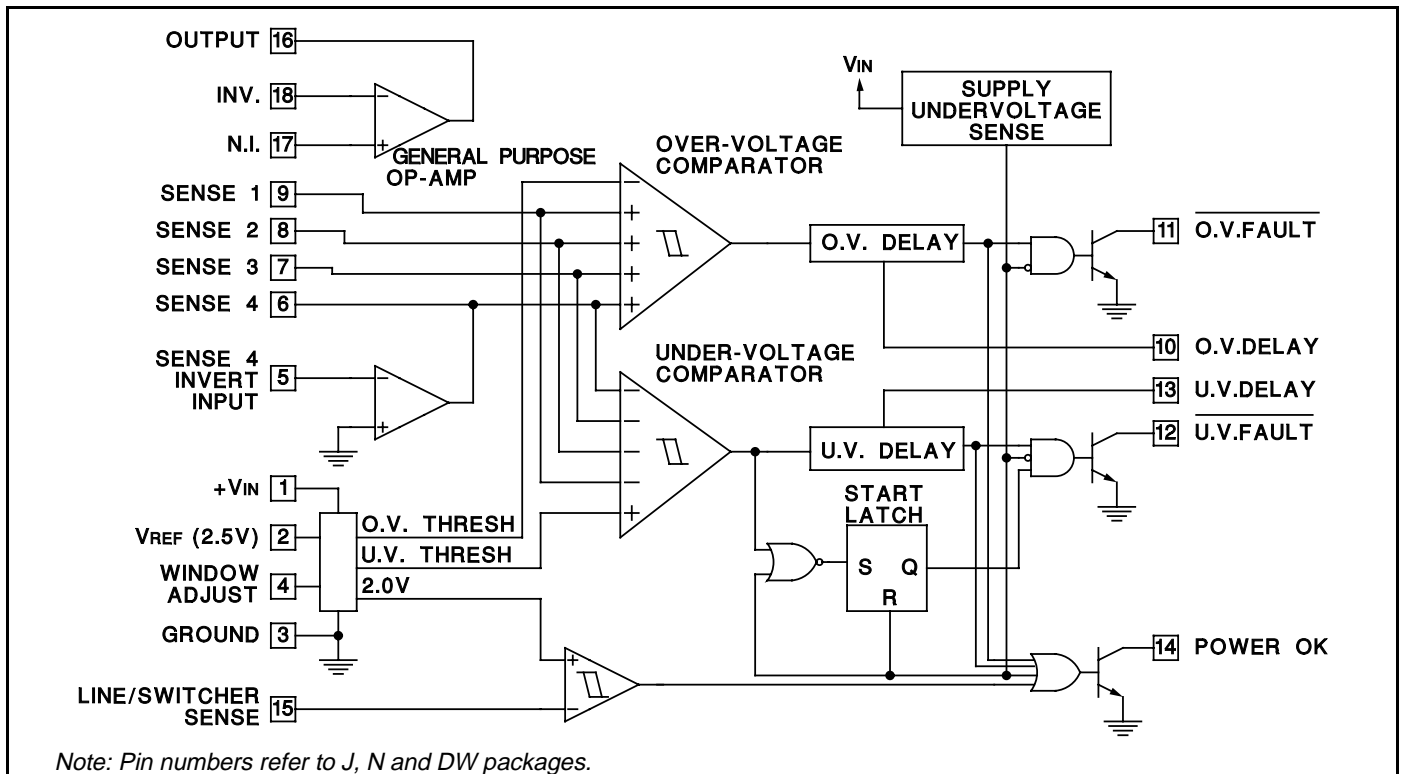 OUTPUT 16
INV. 18
N.I. 17
−
+
GENERAL PURPOSE
OP-AMP
SENSE 1 9
SENSE 2 8
SENSE 3 7
SENSE 4 6
SENSE 4
INVERT
INPUT
5
−
+
+VIN 1
VREF (2.5V) 2
WINDOW
ADJUST
4
GROUND 3
LINE/SWITCHER
SENSE
15
O.V. THRESH
U.V. THRESH
2.0V
+
−
OVER-VOLTAGE
COMPARATOR
−
+
+
+
+
UNDER-VOLTAGE
COMPARATOR
−
−
−
−
+
VIN
SUPPLY
UNDERVOLTAGE
SENSE
O.V. DELAY
U.V. DELAY
START
LATCH
S Q
R
11 O.V.FAULT
10 O.V.DELAY
13 U.V.DELAY
12 U.V.FAULT
14 POWER OK
Note: Pin numbers refer to J, N and DW packages.